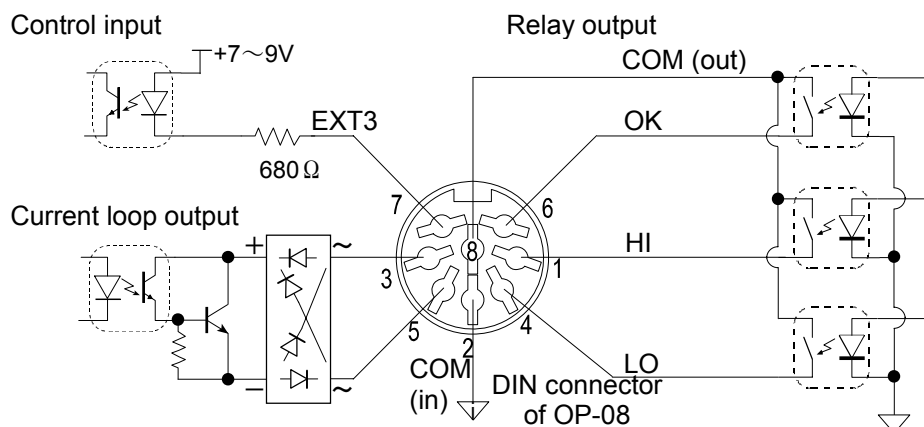 Control input
+7～9V
EXT3
680Ω
Current loop output
+
−
~
~
Relay output
COM (out)
OK
HI
LO
7
6
8
3
1
5
4
2
COM
(in)
DIN connector
of OP-08